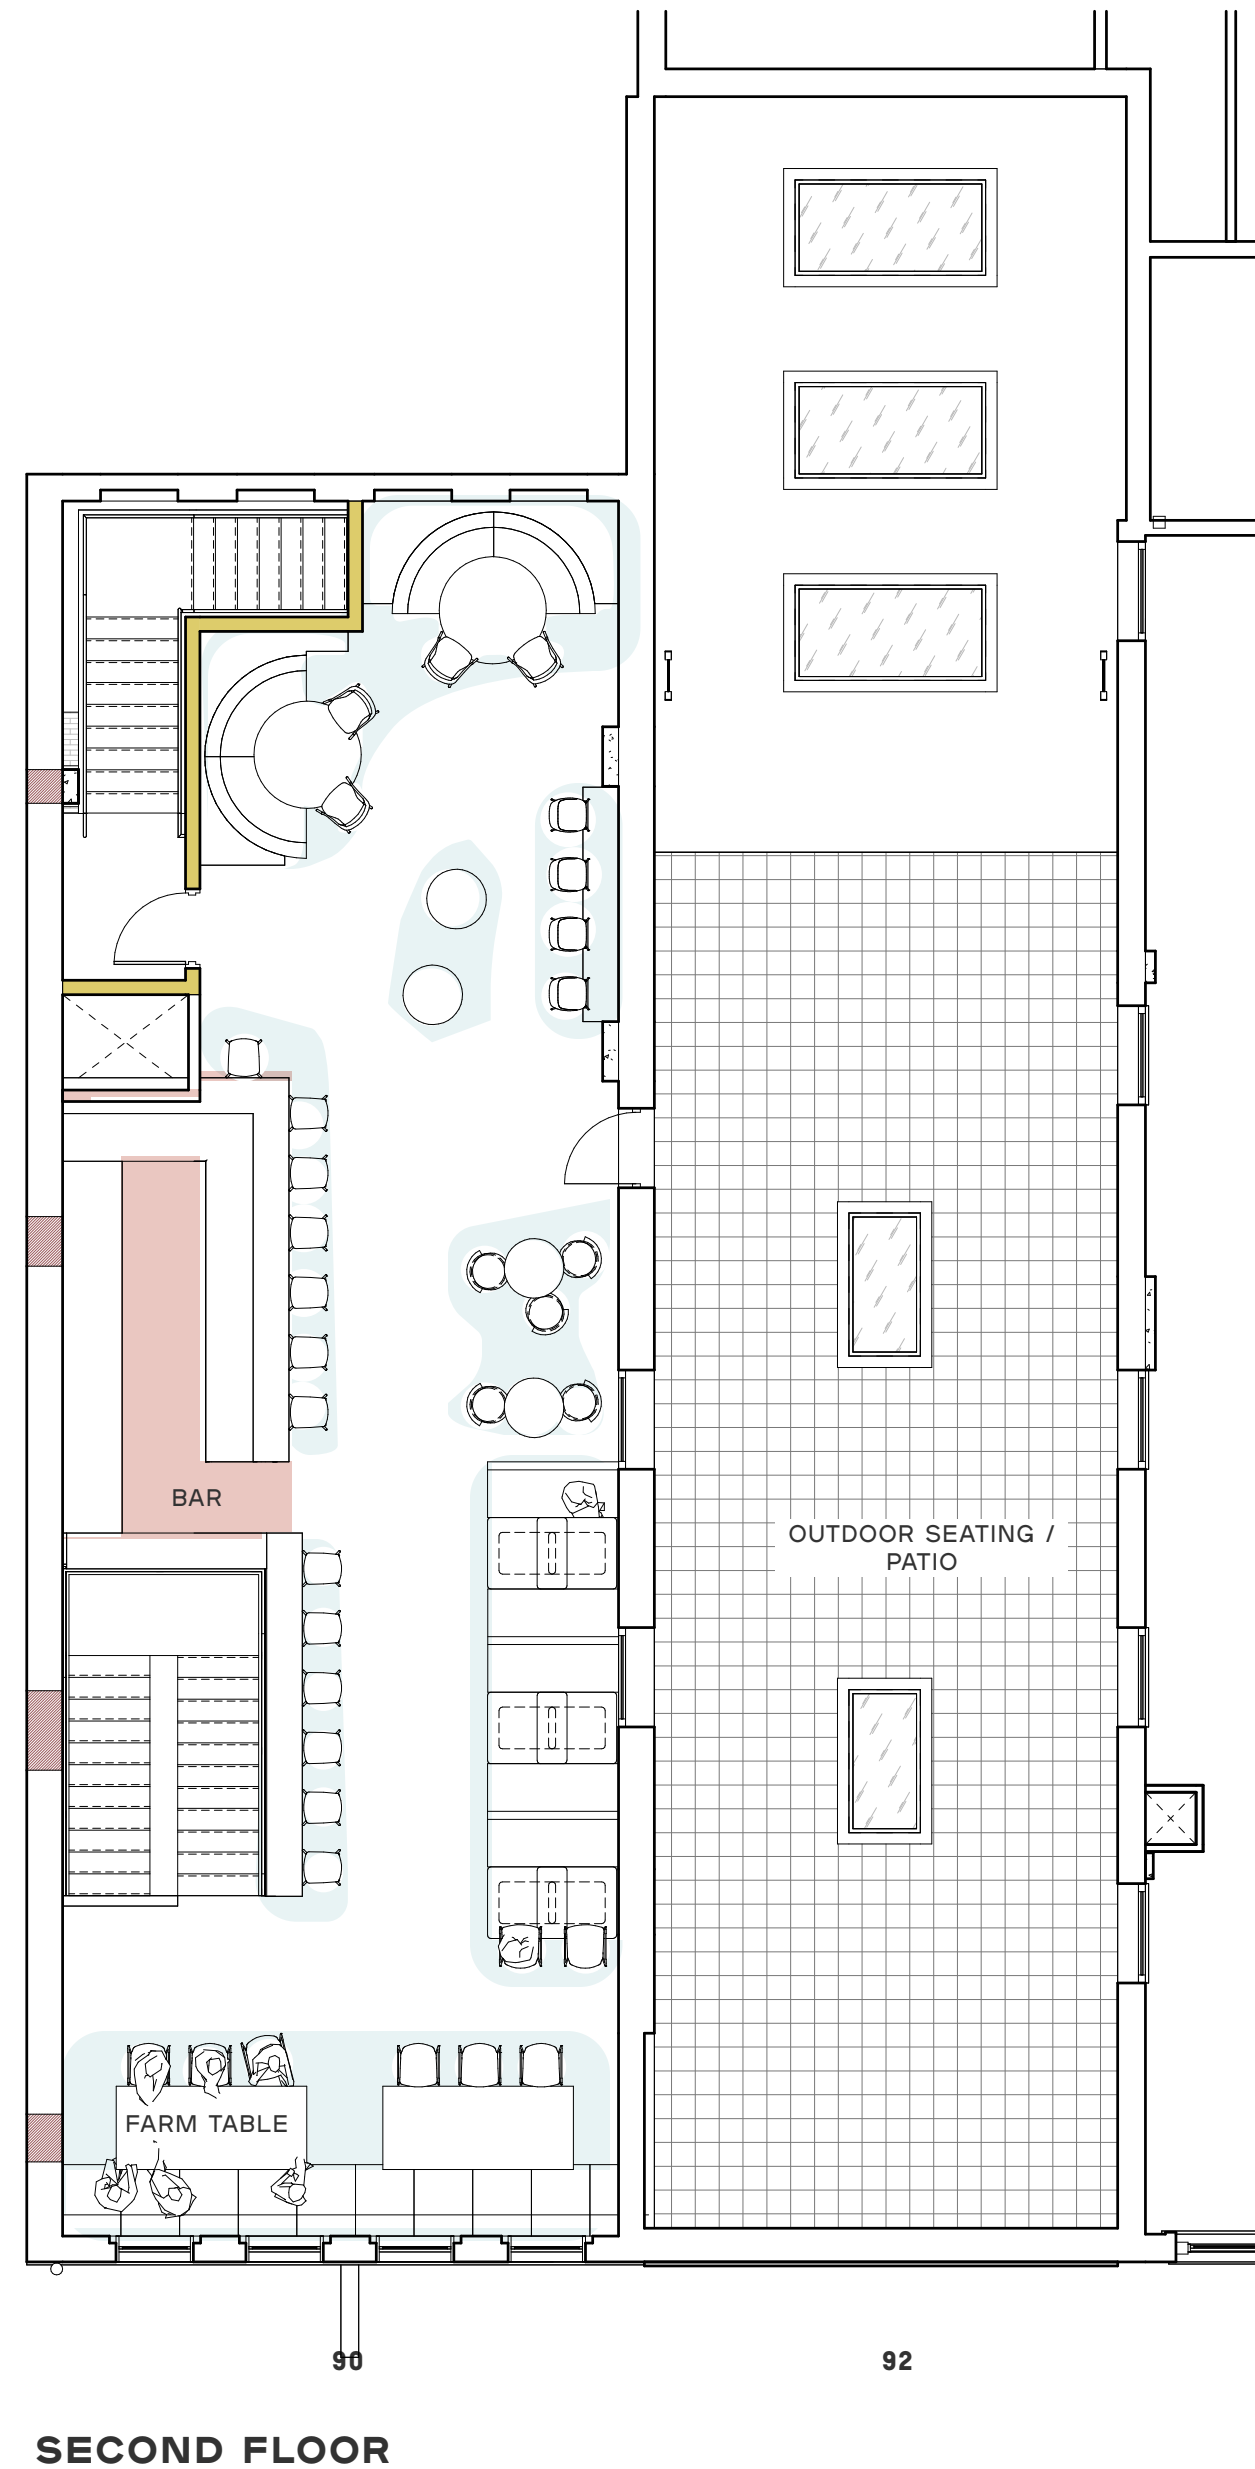 BAR
OUTDOOR SEATING /
PATIO
FARM TABLE
90
92
SECOND FLOOR